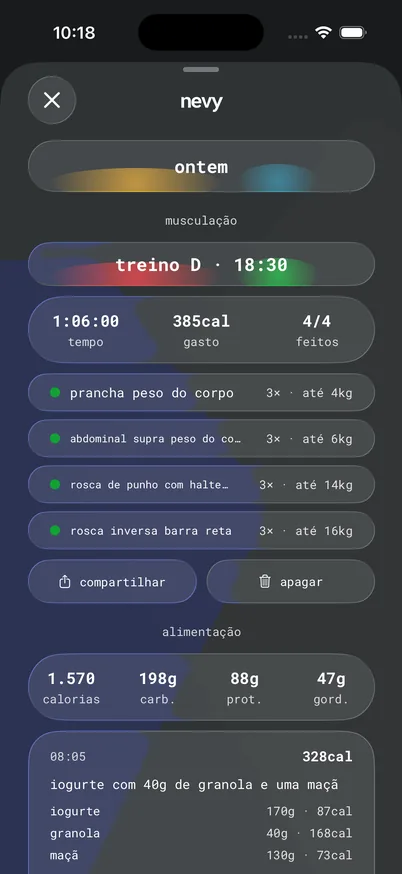 10:18
nevy
ontem
musculação
treino D · 18:30
1:06:00 385cal 4/4
tempo gasto feitos
prancha peso do corpo 3× · até 4kg
abdominal supra peso do co… 3× · até 6kg
rosca de punho com halte… 3× · até 14kg
rosca inversa barra reta 3× · até 16kg
compartilhar apagar
alimentação
1.570 198g 88g 47g
calorias carb. prot. gord.
08:05 328cal
iogurte com 40g de granola e uma maçã
iogurte 170g · 87cal
granola 40g · 168cal
maçã 130g · 73cal